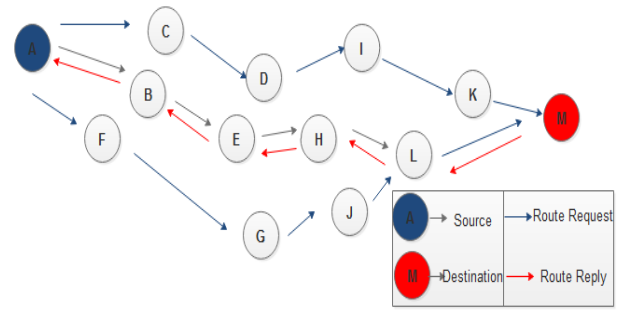 A
C
I
D
B
K
M
F
E
H
L
J
G
A Source Route Request
M Destination Route Reply